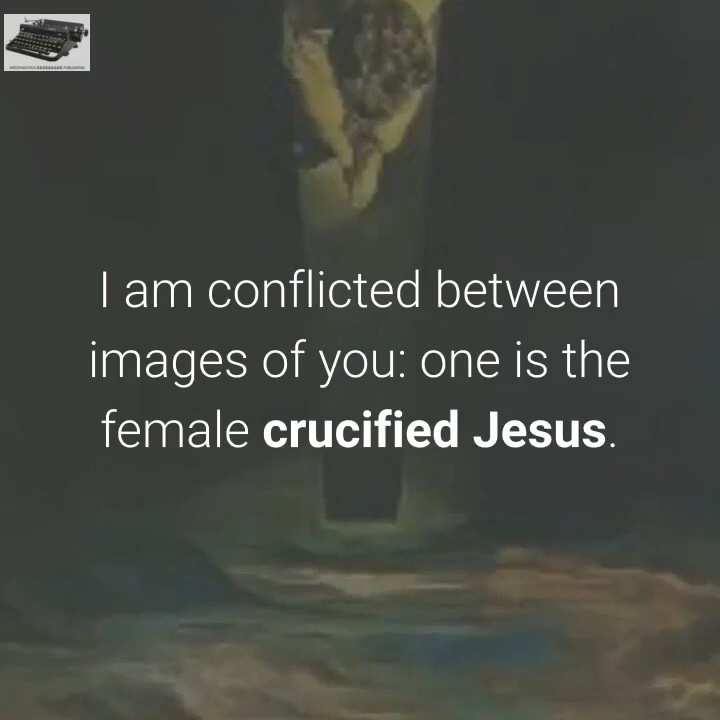 I am conflicted between
images of you: one is the
female crucified Jesus.